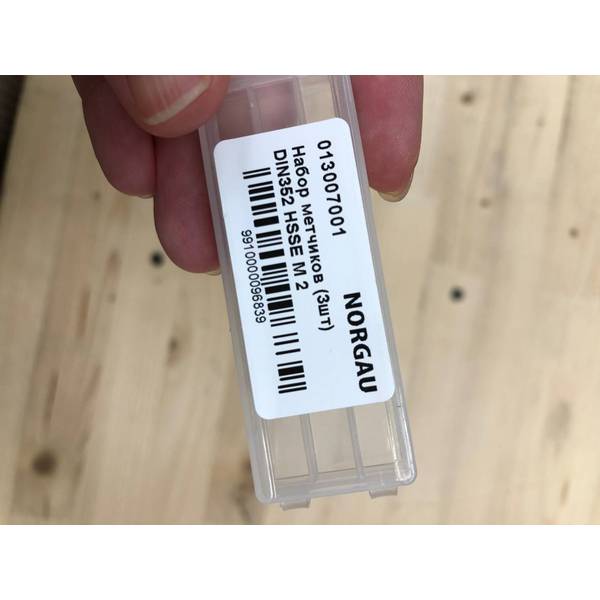 013007001
NORGAU
Набор метчиков (3шт)
DIN352 HSSE M 2
9910000096839